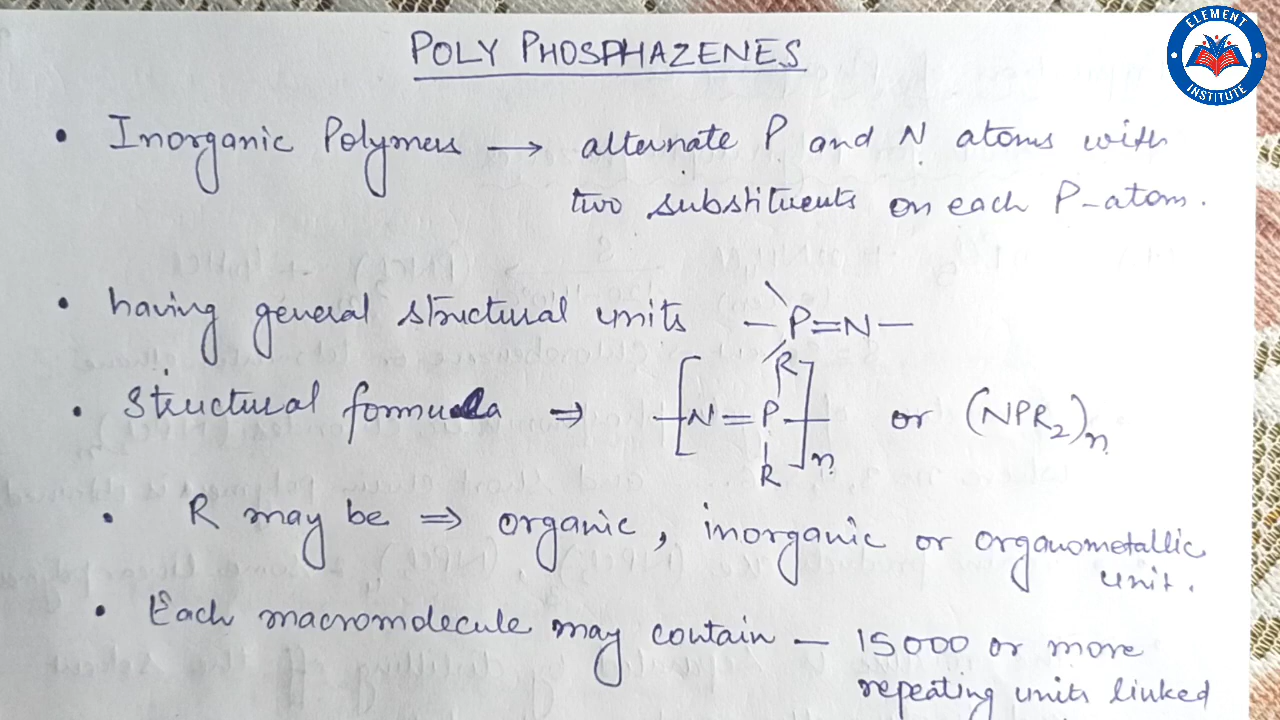 ELEMENT INSTITUTE
POLY PHOSPHAZENES
• Inorganic Polymers → alternate P and N atoms with
two substituents on each P-atom.
• having general structural units —P=N—
• Structural formula ⇒ [N=P]n or (NPR₂)n
R
R
• R may be ⇒ organic, inorganic or organometallic
unit.
• Each macromolecule may contain — 15000 or more
repeating units linked